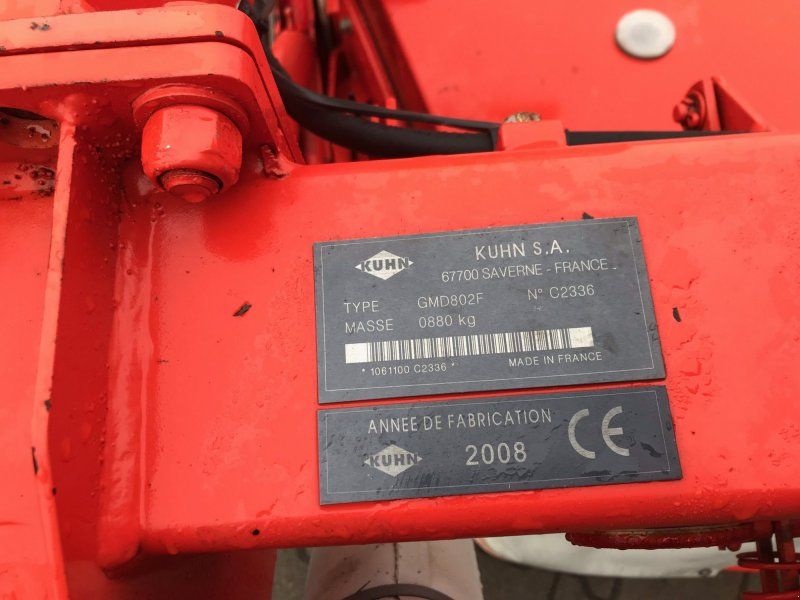 KUHN
KUHN S.A.
67700 SAVERNE - FRANCE
TYPE GMD802F N° C2336
MASSE 0880 kg
* 1061100 C2336 * MADE IN FRANCE
ANNEE DE FABRICATION
KUHN 2008 CE